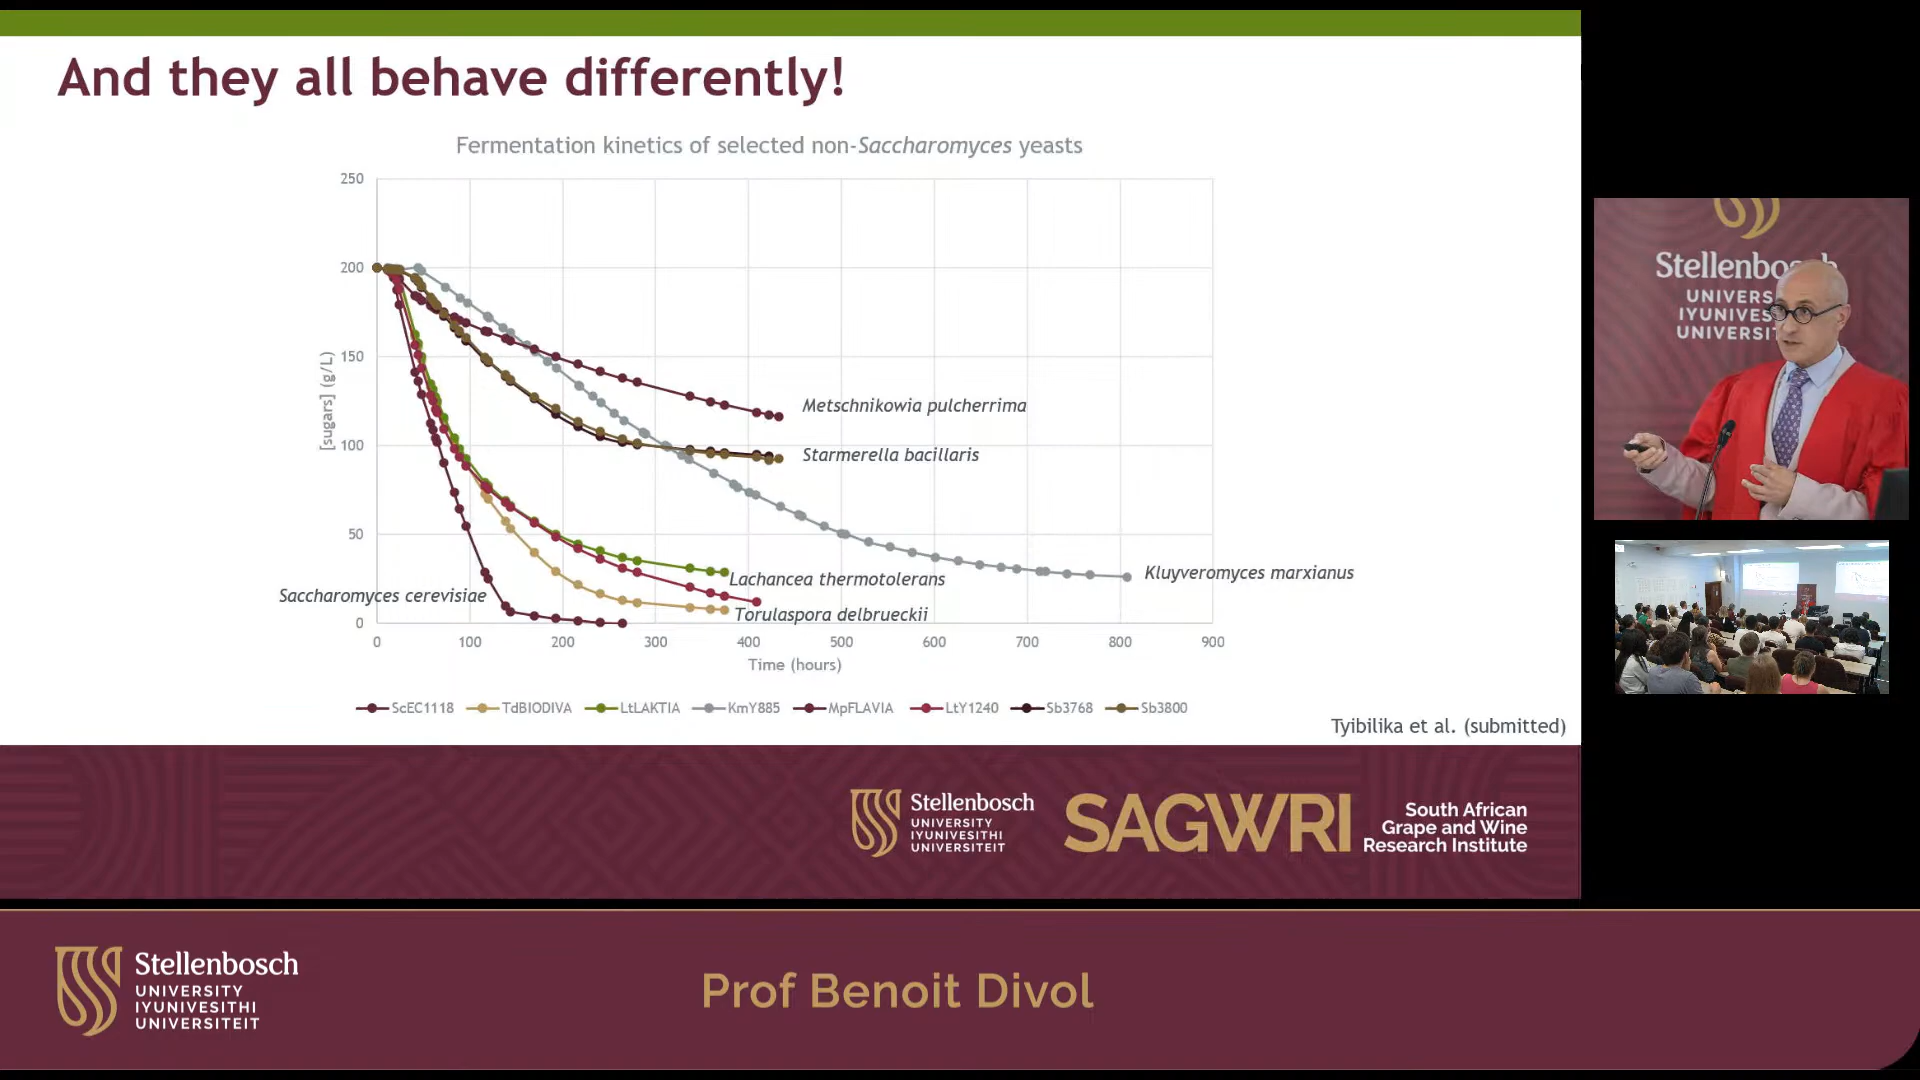 And they all behave differently!
Fermentation kinetics of selected non-Saccharomyces yeasts
250
200
150
100
50
0
[sugars] (g/L)
Metschnikowia pulcherrima
Starmerella bacillaris
Kluyveromyces marxianus
Lachancea thermotolerans
Saccharomyces cerevisiae
Torulaspora delbrueckii
0 100 200 300 400 500 600 700 800 900
Time (hours)
ScEC1118 TdBIODIVA LtLAKTIA KmY885 MpFLAVIA LtY1240 Sb3768 Sb3800
Tyibilika et al. (submitted)
Stellenbosch
UNIVERSITY
IYUNIVESITHI
UNIVERSITEIT
SAGWRI
South African
Grape and Wine
Research Institute
Stellenbosch
UNIVERSITY
IYUNIVESITHI
UNIVERSITEIT
Prof Benoit Divol